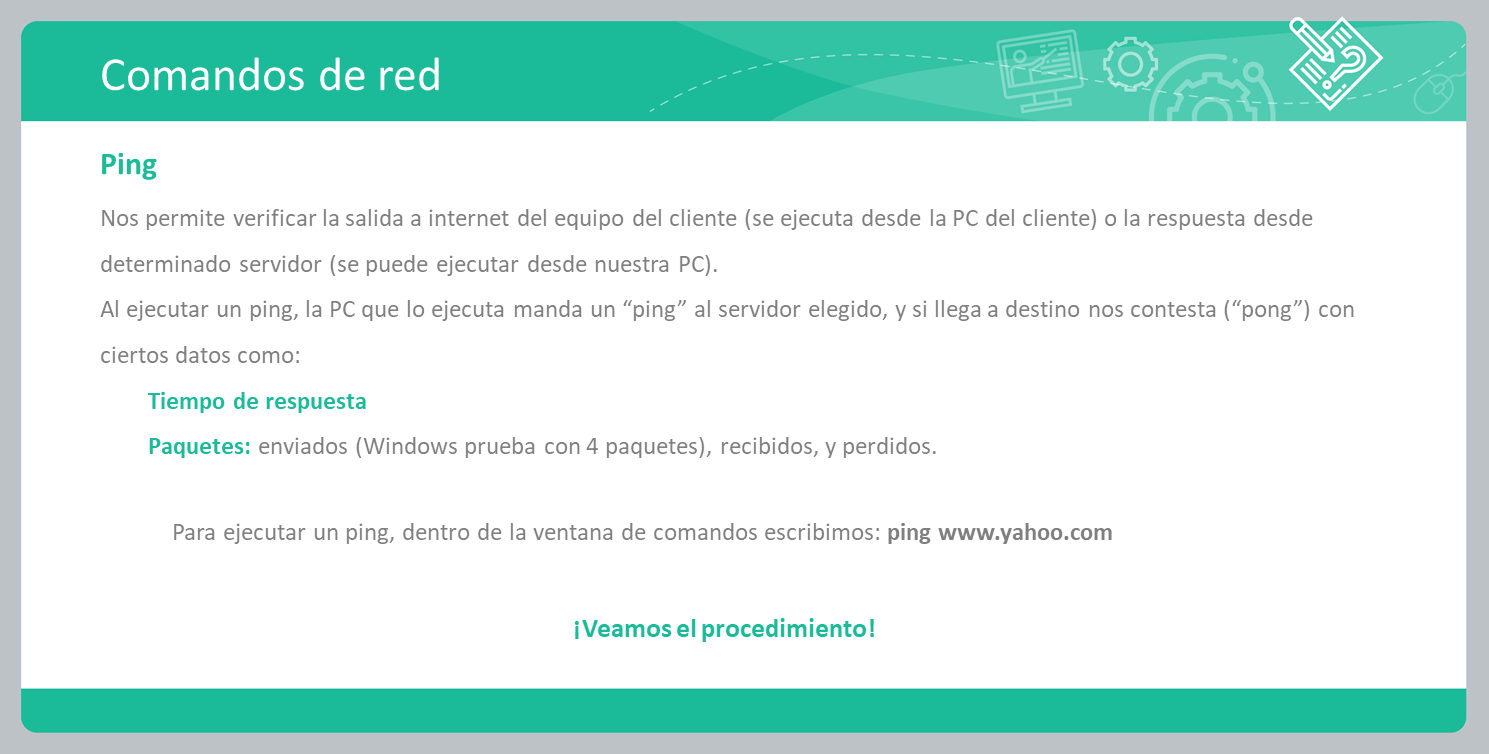 Comandos de red
Ping
Nos permite verificar la salida a internet del equipo del cliente (se ejecuta desde la PC del cliente) o la respuesta desde
determinado servidor (se puede ejecutar desde nuestra PC).
Al ejecutar un ping, la PC que lo ejecuta manda un “ping” al servidor elegido, y si llega a destino nos contesta (“pong”) con
ciertos datos como:
Tiempo de respuesta
Paquetes: enviados (Windows prueba con 4 paquetes), recibidos, y perdidos.
Para ejecutar un ping, dentro de la ventana de comandos escribimos: ping www.yahoo.com
¡Veamos el procedimiento!